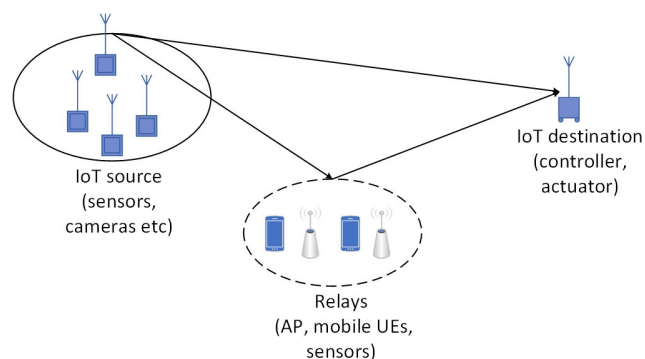 IoT source
(sensors,
cameras etc)
IoT destination
(controller,
actuator)
Relays
(AP, mobile UEs,
sensors)